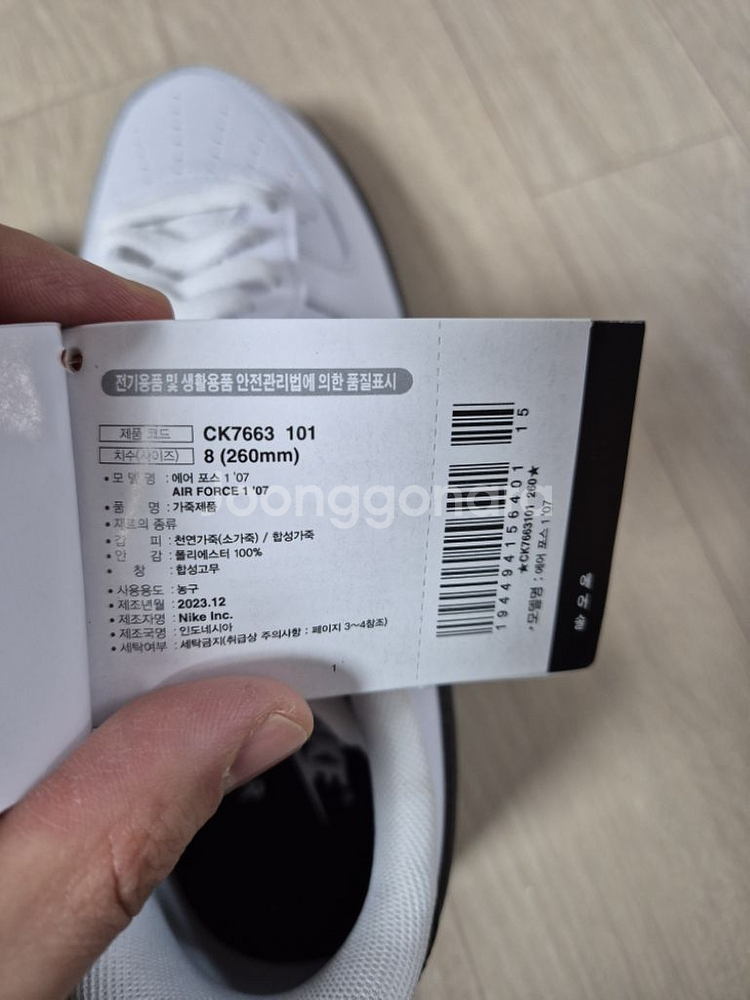 전기용품 및 생활용품 안전관리법에 의한 품질표시
제품 코드 CK7663 101
치수(사이즈) 8 (260mm)
• 모 델 명 : 에어 포스 1 '07
AIR FORCE 1 '07
• 품 명 : 가죽제품
• 제품의 종류
• 겉 피 : 천연가죽(소가죽) / 합성가죽
• 안 감 : 폴리에스터 100%
• 창 : 합성고무
• 사용용도 : 농구
• 제조년월 : 2023.12
• 제조자명 : Nike Inc.
• 제조국명 : 인도네시아
• 세탁여부 : 세탁금지(취급상 주의사항 : 페이지 3~4참조)
1
15
194494156401
★CK7663101 260★
• 모델명 : 에어 포스 1 '07
Joonggonara